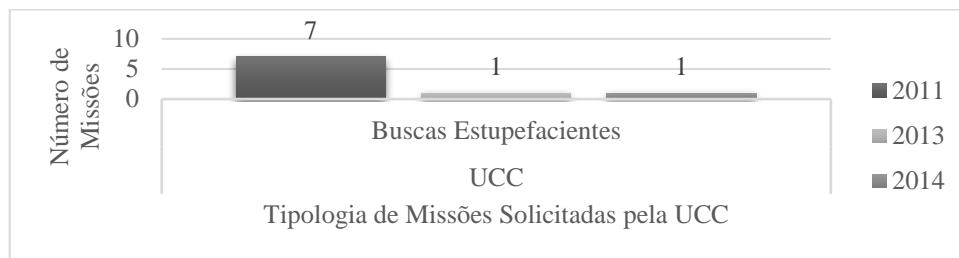 Número de
Missões
10
5
0
7
1
1
Buscas Estupefacientes
UCC
Tipologia de Missões Solicitadas pela UCC
2011
2013
2014